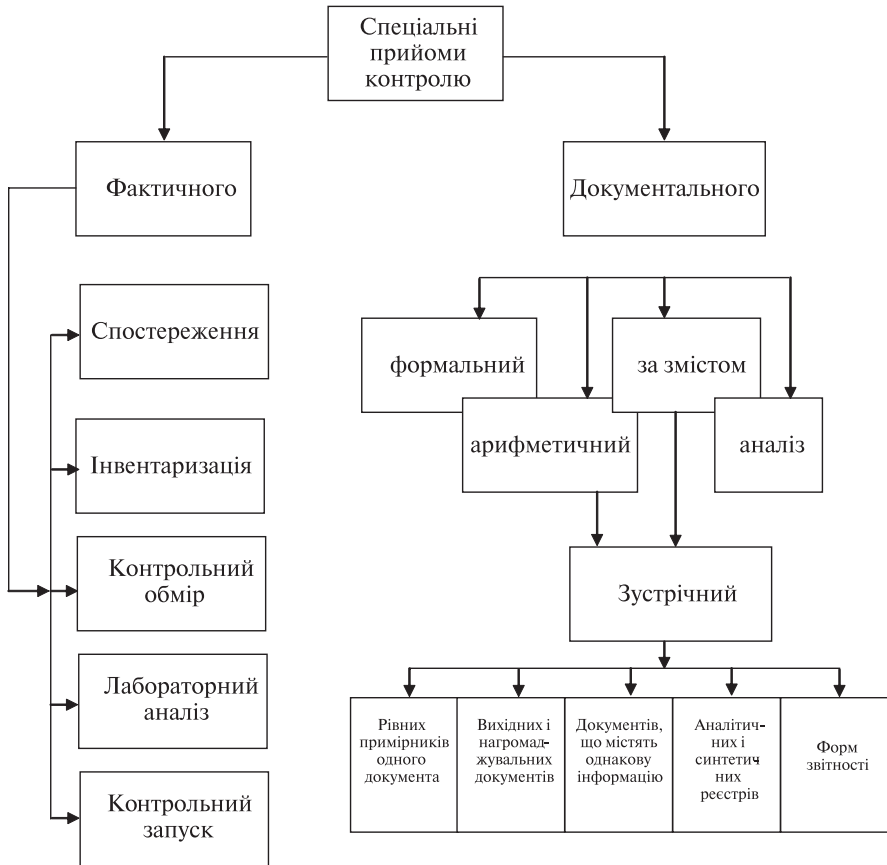 Спеціальні
прийоми
контролю
Фактичного
Документального
Спостереження
Інвентаризація
Контрольний
обмір
Лабораторний
аналіз
Контрольний
запуск
формальний
за змістом
арифметичний
аналіз
Зустрічний
Рівних
примірників
одного
документа
Вихідних і
нагромад-
жувальних
документів
Документів,
що містять
однакову
інформацію
Аналітич-
них і
синтетич
них
реєстрів
Форм
звітності